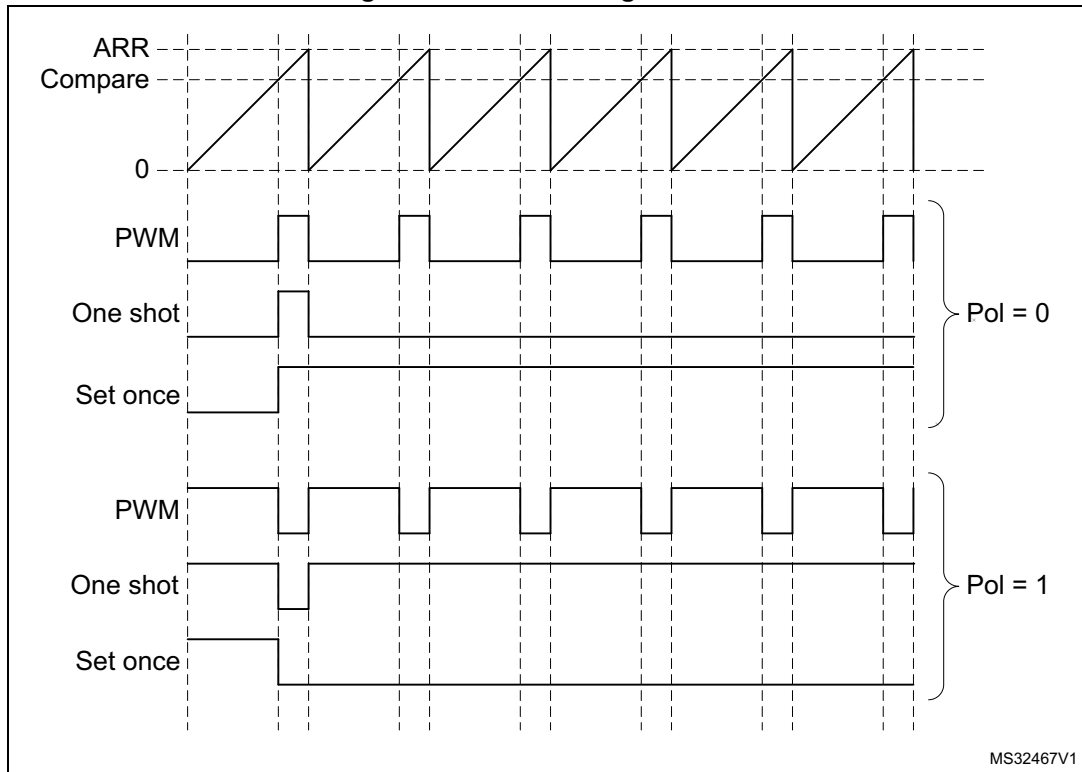 ARR
Compare
0
PWM
One shot
Pol = 0
Set once
PWM
One shot
Pol = 1
Set once
MS32467V1